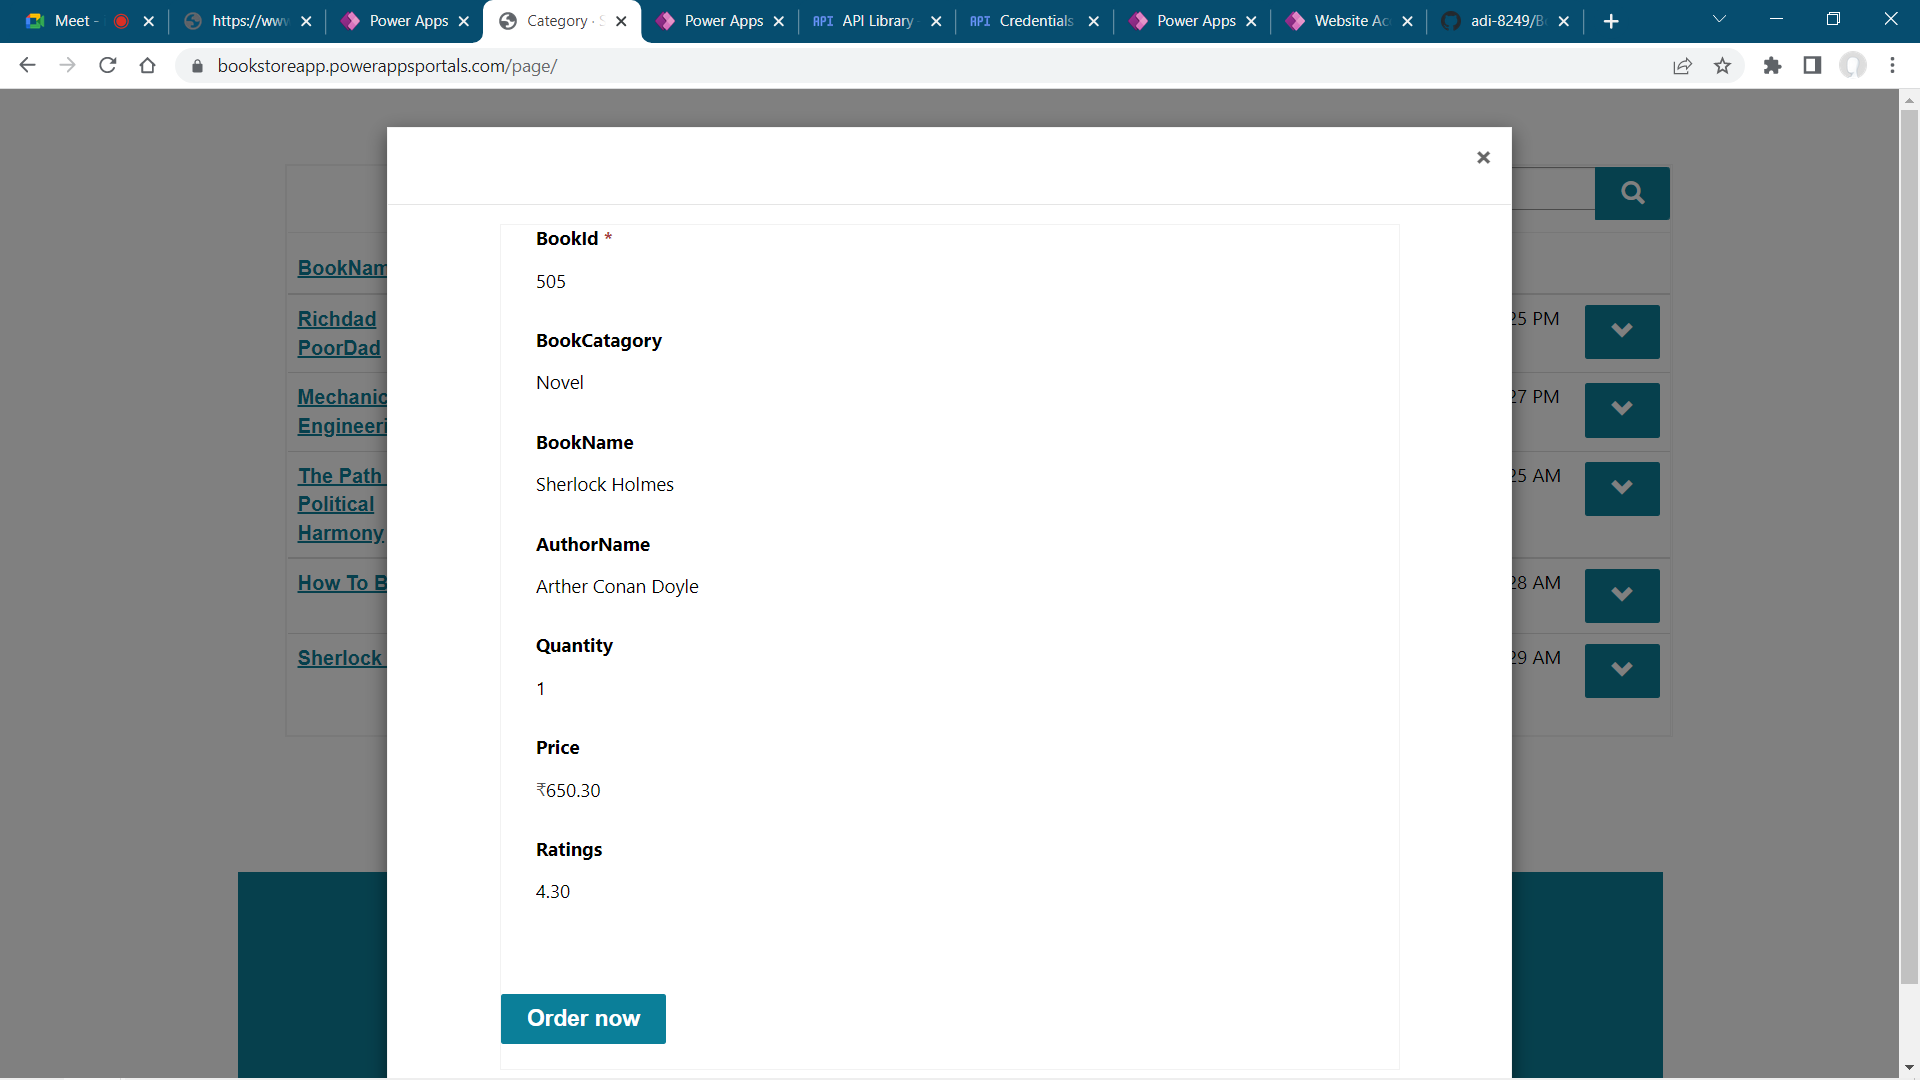 Meet -
https://www
Power Apps
Category · S
Power Apps
API API Library
API Credentials
Power Apps
Website Ac
adi-8249/Bo
bookstoreapp.powerappsportals.com/page/
BookNam
Richdad
PoorDad
25 PM
Mechanic
Engineeri
27 PM
The Path
Political
Harmony
25 AM
How To B
28 AM
Sherlock
29 AM
BookId *
505
BookCatagory
Novel
BookName
Sherlock Holmes
AuthorName
Arther Conan Doyle
Quantity
1
Price
₹650.30
Ratings
4.30
Order now